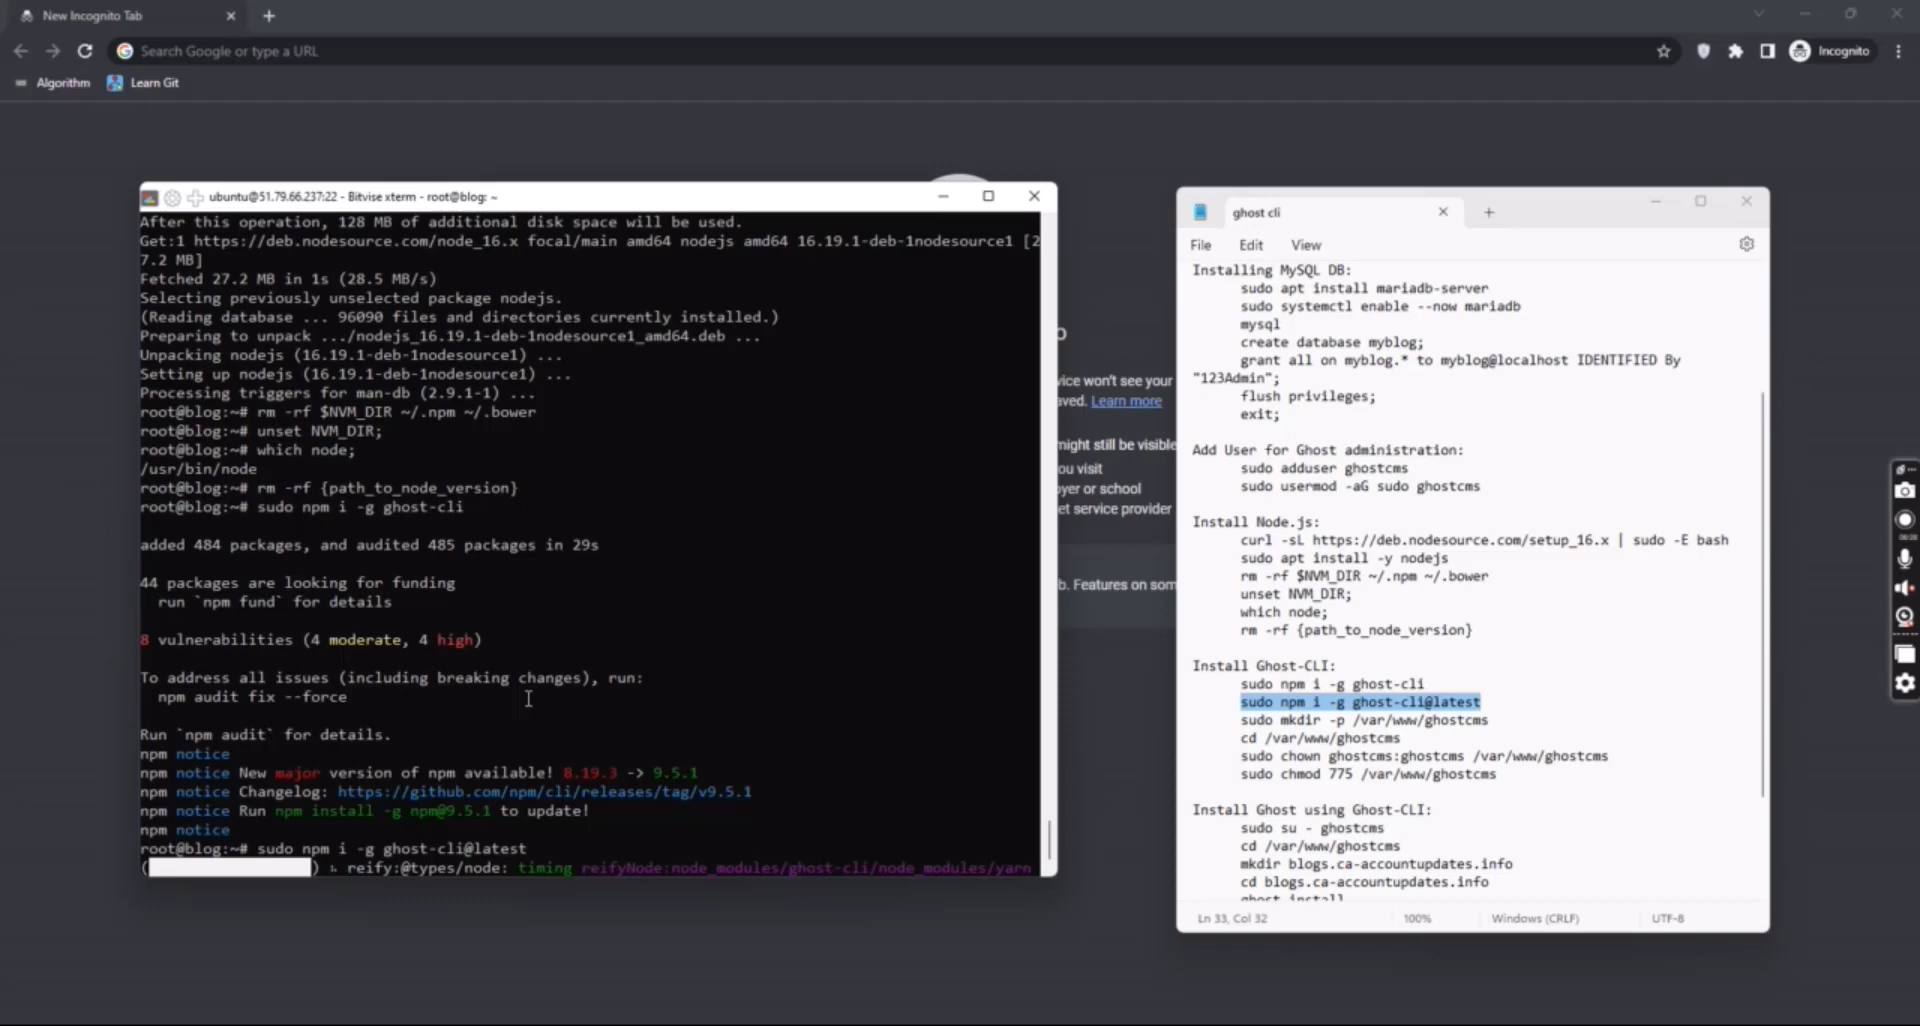 New Incognito Tab
Search Google or type a URL
Incognito
Algorithm
Learn Git
ubuntu@51.79.66.237:22 - Bitvise xterm - root@blog: ~
After this operation, 128 MB of additional disk space will be used.
Get:1 https://deb.nodesource.com/node_16.x focal/main amd64 nodejs amd64 16.19.1-deb-1nodesource1 [2
7.2 MB]
Fetched 27.2 MB in 1s (28.5 MB/s)
Selecting previously unselected package nodejs.
(Reading database ... 96090 files and directories currently installed.)
Preparing to unpack .../nodejs_16.19.1-deb-1nodesource1_amd64.deb ...
Unpacking nodejs (16.19.1-deb-1nodesource1) ...
Setting up nodejs (16.19.1-deb-1nodesource1) ...
Processing triggers for man-db (2.9.1-1) ...
root@blog:~# rm -rf $NVM_DIR ~/.npm ~/.bower
root@blog:~# unset NVM_DIR;
root@blog:~# which node;
/usr/bin/node
root@blog:~# rm -rf {path_to_node_version}
root@blog:~# sudo npm i -g ghost-cli
added 484 packages, and audited 485 packages in 29s
44 packages are looking for funding
run `npm fund` for details
8 vulnerabilities (4 moderate, 4 high)
To address all issues (including breaking changes), run:
npm audit fix --force
Run `npm audit` for details.
npm notice
npm notice New major version of npm available! 8.19.3 -> 9.5.1
npm notice Changelog: https://github.com/npm/cli/releases/tag/v9.5.1
npm notice Run npm install -g npm@9.5.1 to update!
npm notice
root@blog:~# sudo npm i -g ghost-cli@latest
( ) ⠦ reify:@types/node: timing reifyNode:node_modules/ghost-cli/node_modules/yarn
vice won't see your
aved. Learn more
might still be visible
ou visit
oyer or school
et service provider
b. Features on som
ghost cli
File Edit View
Installing MySQL DB:
sudo apt install mariadb-server
sudo systemctl enable --now mariadb
mysql
create database myblog;
grant all on myblog.* to myblog@localhost IDENTIFIED By
"123Admin";
flush privileges;
exit;
Add User for Ghost administration:
sudo adduser ghostcms
sudo usermod -aG sudo ghostcms
Install Node.js:
curl -sL https://deb.nodesource.com/setup_16.x | sudo -E bash
sudo apt install -y nodejs
rm -rf $NVM_DIR ~/.npm ~/.bower
unset NVM_DIR;
which node;
rm -rf {path_to_node_version}
Install Ghost-CLI:
sudo npm i -g ghost-cli
sudo npm i -g ghost-cli@latest
sudo mkdir -p /var/www/ghostcms
cd /var/www/ghostcms
sudo chown ghostcms:ghostcms /var/www/ghostcms
sudo chmod 775 /var/www/ghostcms
Install Ghost using Ghost-CLI:
sudo su - ghostcms
cd /var/www/ghostcms
mkdir blogs.ca-accountupdates.info
cd blogs.ca-accountupdates.info
ghost install
Ln 33, Col 32
100%
Windows (CRLF)
UTF-8